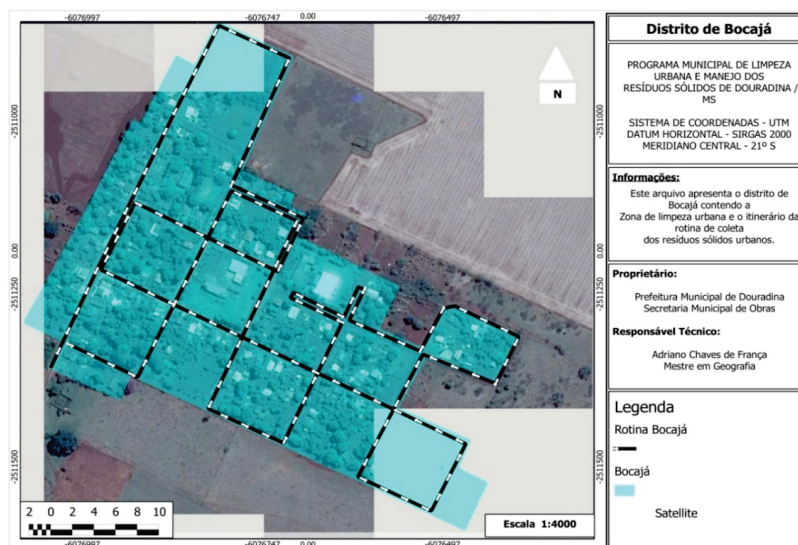 -6076997
-6076747
0.00
-6076497
-2511000
0.00
-2511250
-2511500
-2511000
0.00
-2511250
-2511500
N
2 0 2 4 6 8 10
Escala 1:4000
-6076997
-6076747
0.00
-6076497
Distrito de Bocajá
PROGRAMA MUNICIPAL DE LIMPEZA
URBANA E MANEJO DOS
RESÍDUOS SÓLIDOS DE DOURADINA /
MS
SISTEMA DE COORDENADAS - UTM
DATUM HORIZONTAL - SIRGAS 2000
MERIDIANO CENTRAL - 21º S
Informações:
Este arquivo apresenta o distrito de
Bocajá contendo a
Zona de limpeza urbana e o itinerário da
rotina de coleta
dos resíduos sólidos urbanos.
Proprietário:
Prefeitura Municipal de Douradina
Secretaria Municipal de Obras
Responsável Técnico:
Adriano Chaves de França
Mestre em Geografia
Legenda
Rotina Bocajá
Bocajá
Satellite